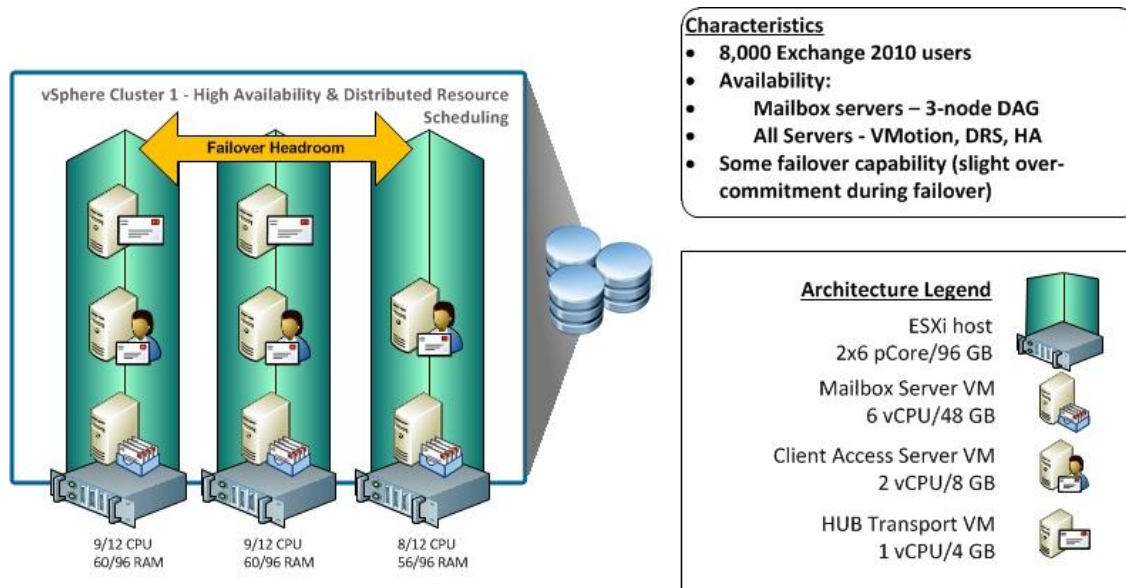 vSphere Cluster 1 - High Availability & Distributed Resource
Scheduling
Failover Headroom
9/12 CPU
60/96 RAM
9/12 CPU
60/96 RAM
8/12 CPU
56/96 RAM
Characteristics
• 8,000 Exchange 2010 users
• Availability:
Mailbox servers – 3-node DAG
All Servers - VMotion, DRS, HA
• Some failover capability (slight over-
commitment during failover)
Architecture Legend
ESXi host
2x6 pCore/96 GB
Mailbox Server VM
6 vCPU/48 GB
Client Access Server VM
2 vCPU/8 GB
HUB Transport VM
1 vCPU/4 GB